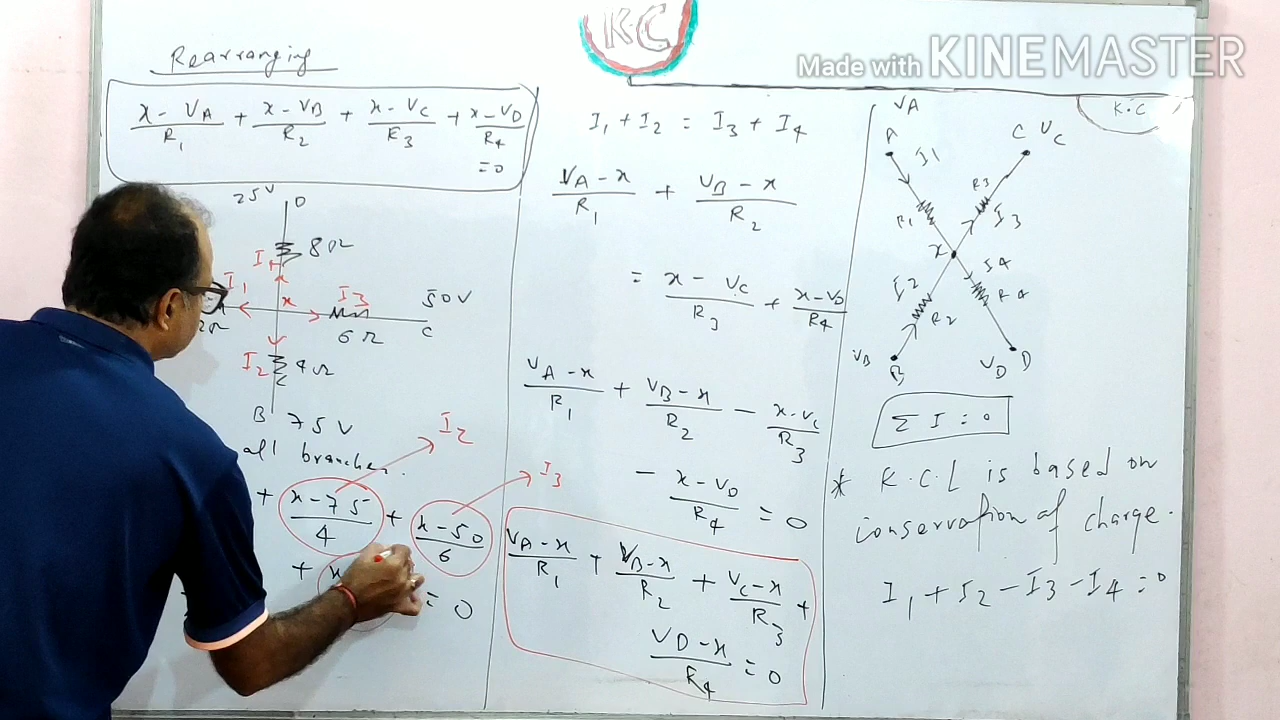 K.C
Made with KINEMASTER
Rearranging
x - VA / R1 + x - VB / R2 + x - VC / R3 + x - VD / R4
= 0
25V D
8Ω
I1
x
I3
50V
C
2Ω
6Ω
I2
4Ω
B 75 V
all branches.
I2
+ x - 75 / 4 + x - 50 / 6
I3
+ x
= 0
I1 + I2 = I3 + I4
VA - x / R1 + VB - x / R2
= x - VC / R3 + x - VD / R4
VA - x / R1 + VB - x / R2 - x - VC / R3
- x - VD / R4 = 0
VA - x / R1 + VB - x / R2 + VC - x / R3 +
VD - x / R4 = 0
K.C
VA
A
C VC
I1
R3
R1
I3
x
I4
I2
R4
R2
VB
B
VD D
Σ I = 0
* K.C.L is based on
conservation of charge.
I1 + I2 - I3 - I4 = 0